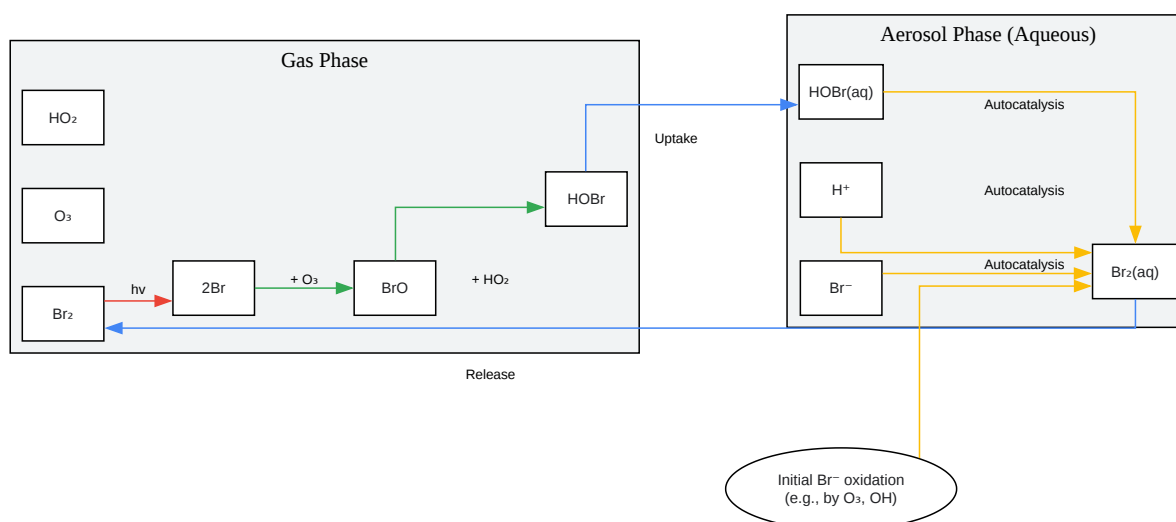 Gas Phase
HO₂
O₃
Br₂
hν
2Br
+ O₃
BrO
+ HO₂
HOBr
Uptake
Release
Aerosol Phase (Aqueous)
HOBr(aq)
Autocatalysis
H⁺
Autocatalysis
Br⁻
Autocatalysis
Br₂(aq)
Initial Br⁻ oxidation
(e.g., by O₃, OH)